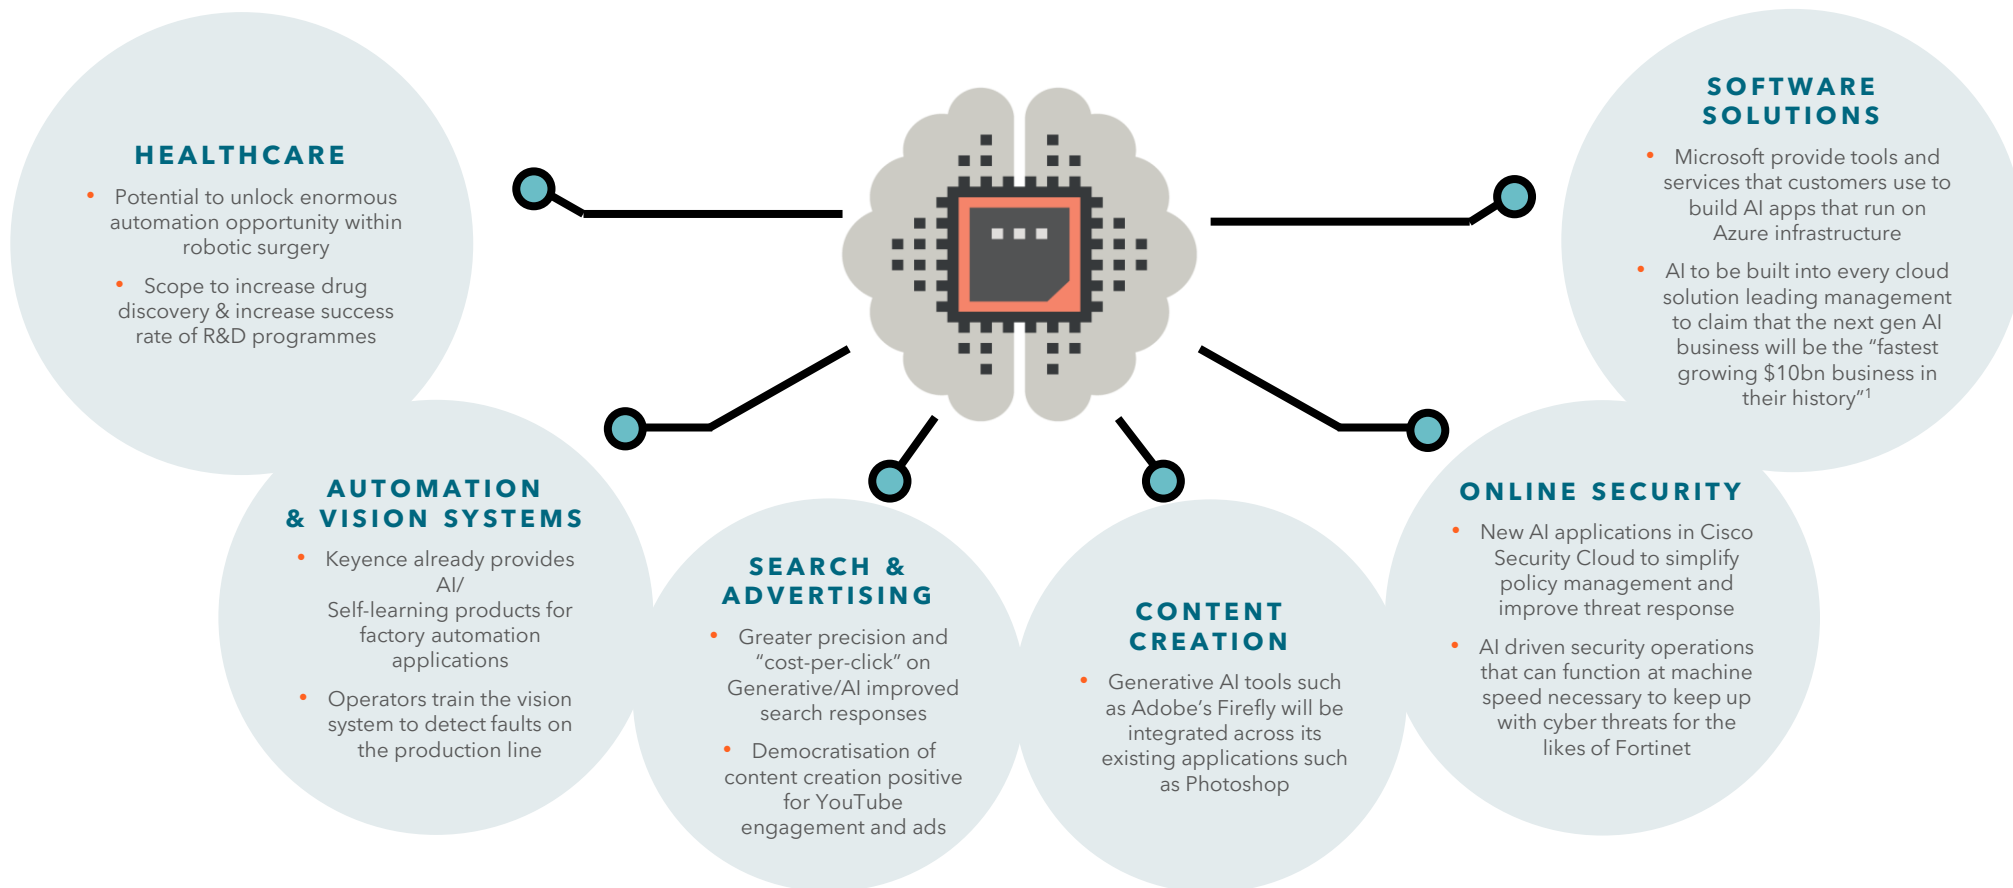 HEALTHCARE
• Potential to unlock enormous
automation opportunity within
robotic surgery
• Scope to increase drug
discovery & increase success
rate of R&D programmes
AUTOMATION
& VISION SYSTEMS
• Keyence already provides
AI/
Self-learning products for
factory automation
applications
• Operators train the vision
system to detect faults on
the production line
SEARCH &
ADVERTISING
• Greater precision and
“cost-per-click” on
Generative/AI improved
search responses
• Democratisation of
content creation positive
for YouTube
engagement and ads
CONTENT
CREATION
• Generative AI tools such
as Adobe’s Firefly will be
integrated across its
existing applications such
as Photoshop
ONLINE SECURITY
• New AI applications in Cisco
Security Cloud to simplify
policy management and
improve threat response
• AI driven security operations
that can function at machine
speed necessary to keep up
with cyber threats for the
likes of Fortinet
SOFTWARE
SOLUTIONS
• Microsoft provide tools and
services that customers use to
build AI apps that run on
Azure infrastructure
• AI to be built into every cloud
solution leading management
to claim that the next gen AI
business will be the “fastest
growing $10bn business in
their history”¹